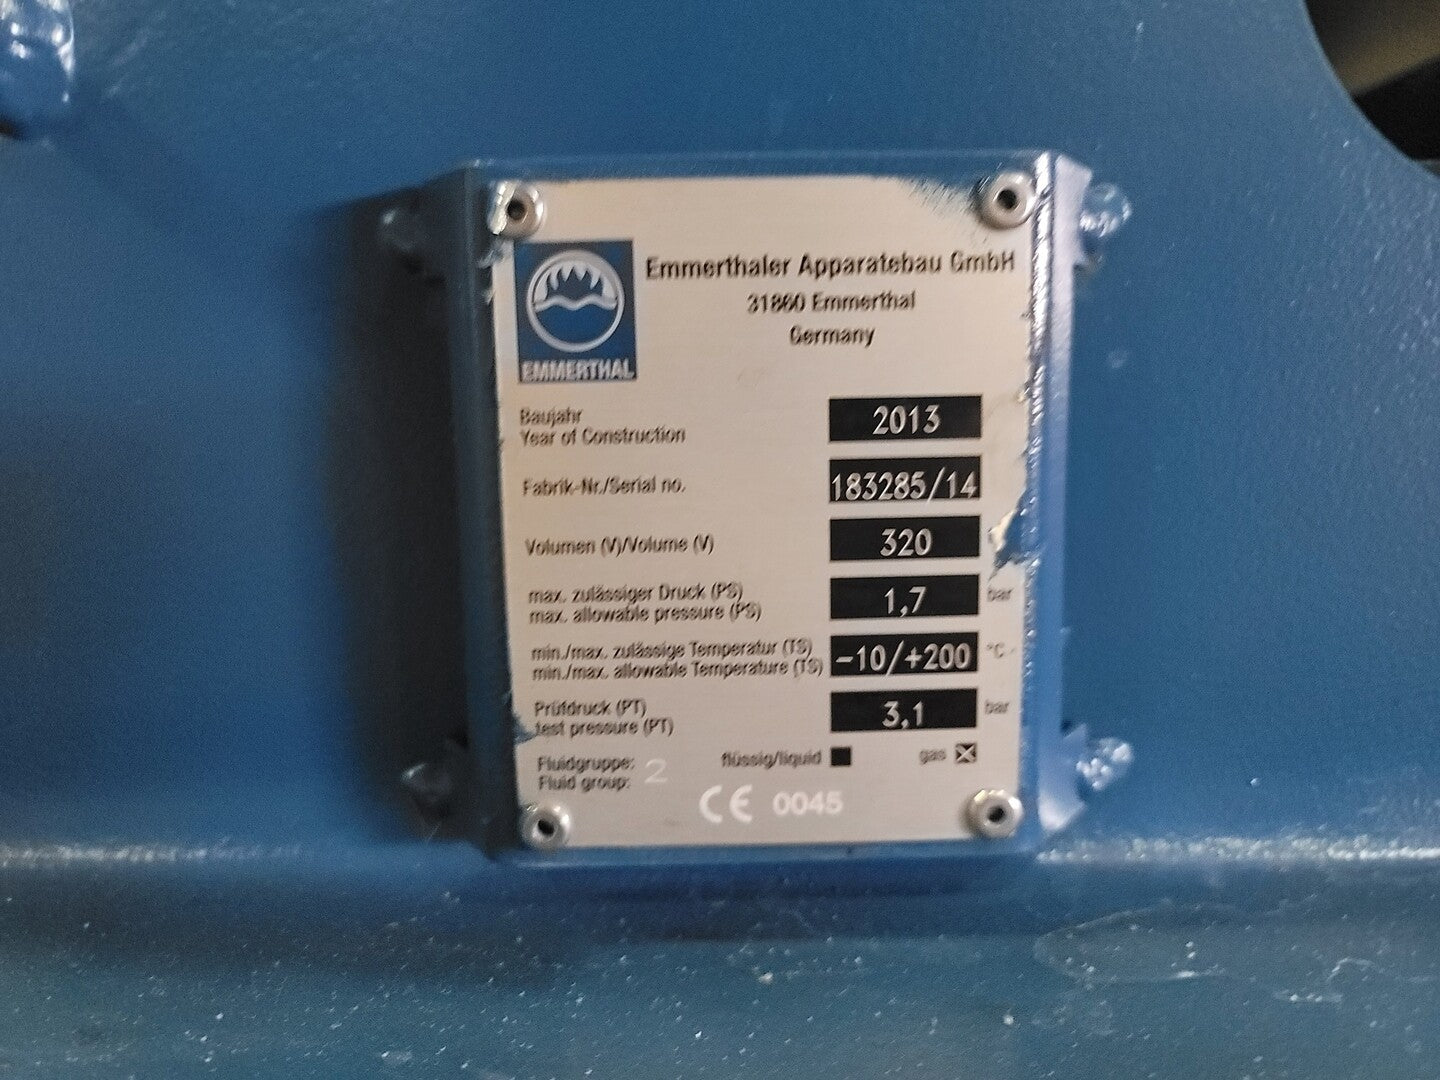 Emmerthaler Apparatebau GmbH
31860 Emmerthal
Germany
EMMERTHAL
Baujahr
Year of Construction
2013
Fabrik-Nr./Serial no.
183285/14
Volumen (V)/Volume (V)
320
max. zulässiger Druck (PS)
max. allowable pressure (PS)
1,7 bar
min./max. zulässige Temperatur (TS)
min./max. allowable Temperature (TS)
-10/+200 °C
Prüfdruck (PT)
test pressure (PT)
3,1 bar
Fluidgruppe: 2 flüssig/liquid gas
Fluid group:
CE 0045